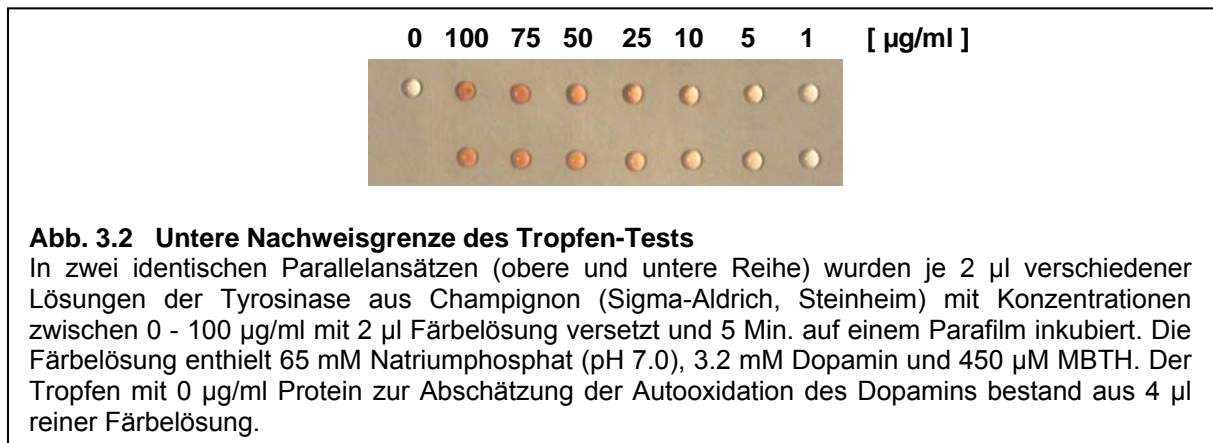 0 100 75 50 25 10 5 1 [ µg/ml ]
Abb. 3.2 Untere Nachweisgrenze des Tropfen-Tests
In zwei identischen Parallelansätzen (obere und untere Reihe) wurden je 2 µl verschiedener
Lösungen der Tyrosinase aus Champignon (Sigma-Aldrich, Steinheim) mit Konzentrationen
zwischen 0 - 100 µg/ml mit 2 µl Färbelösung versetzt und 5 Min. auf einem Parafilm inkubiert. Die
Färbelösung enthielt 65 mM Natriumphosphat (pH 7.0), 3.2 mM Dopamin und 450 µM MBTH. Der
Tropfen mit 0 µg/ml Protein zur Abschätzung der Autooxidation des Dopamins bestand aus 4 µl
reiner Färbelösung.